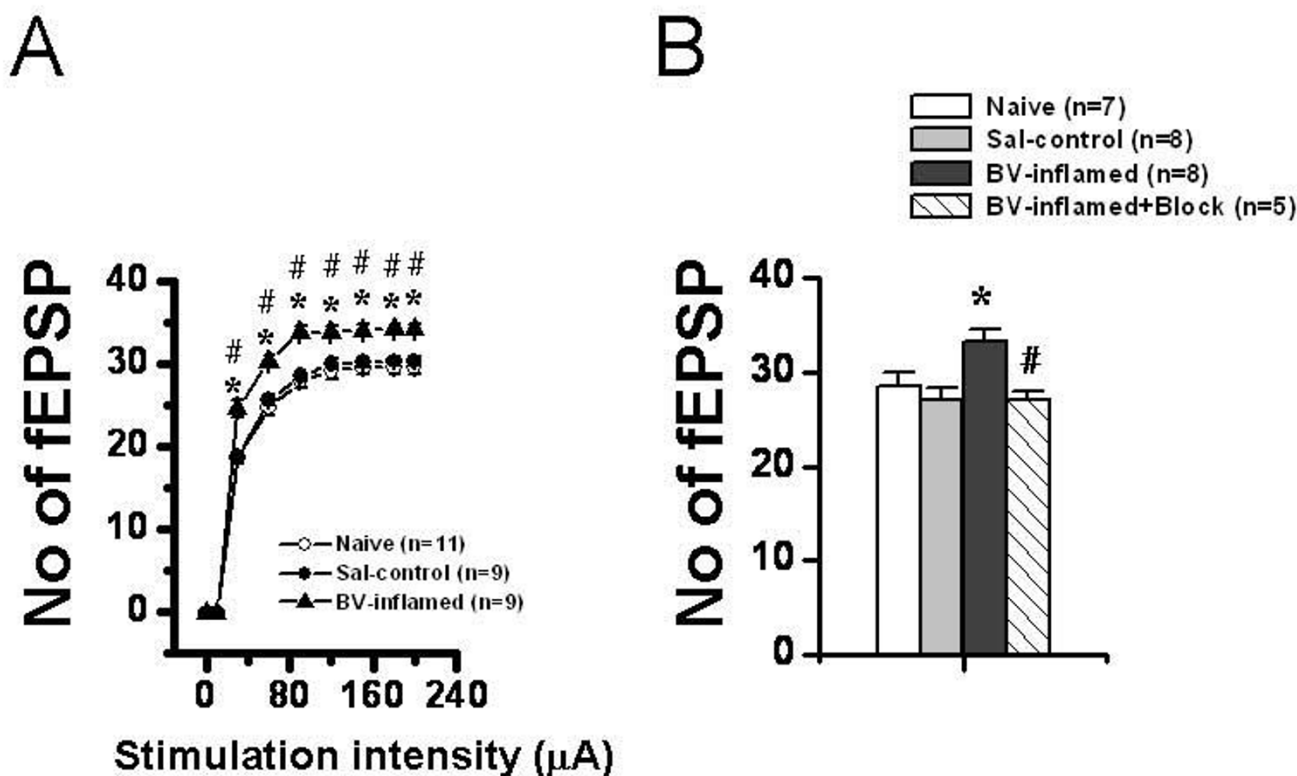 A
B
Naive (n=7)
Sal-control (n=8)
BV-inflamed (n=8)
BV-inflamed+Block (n=5)
No of fEPSP
40
30
20
10
0
# # # # # # #
* * * * * * *
Naive (n=11)
Sal-control (n=9)
BV-inflamed (n=9)
0 80 160 240
Stimulation intensity (μA)
No of fEPSP
40
30
20
10
0
*
#